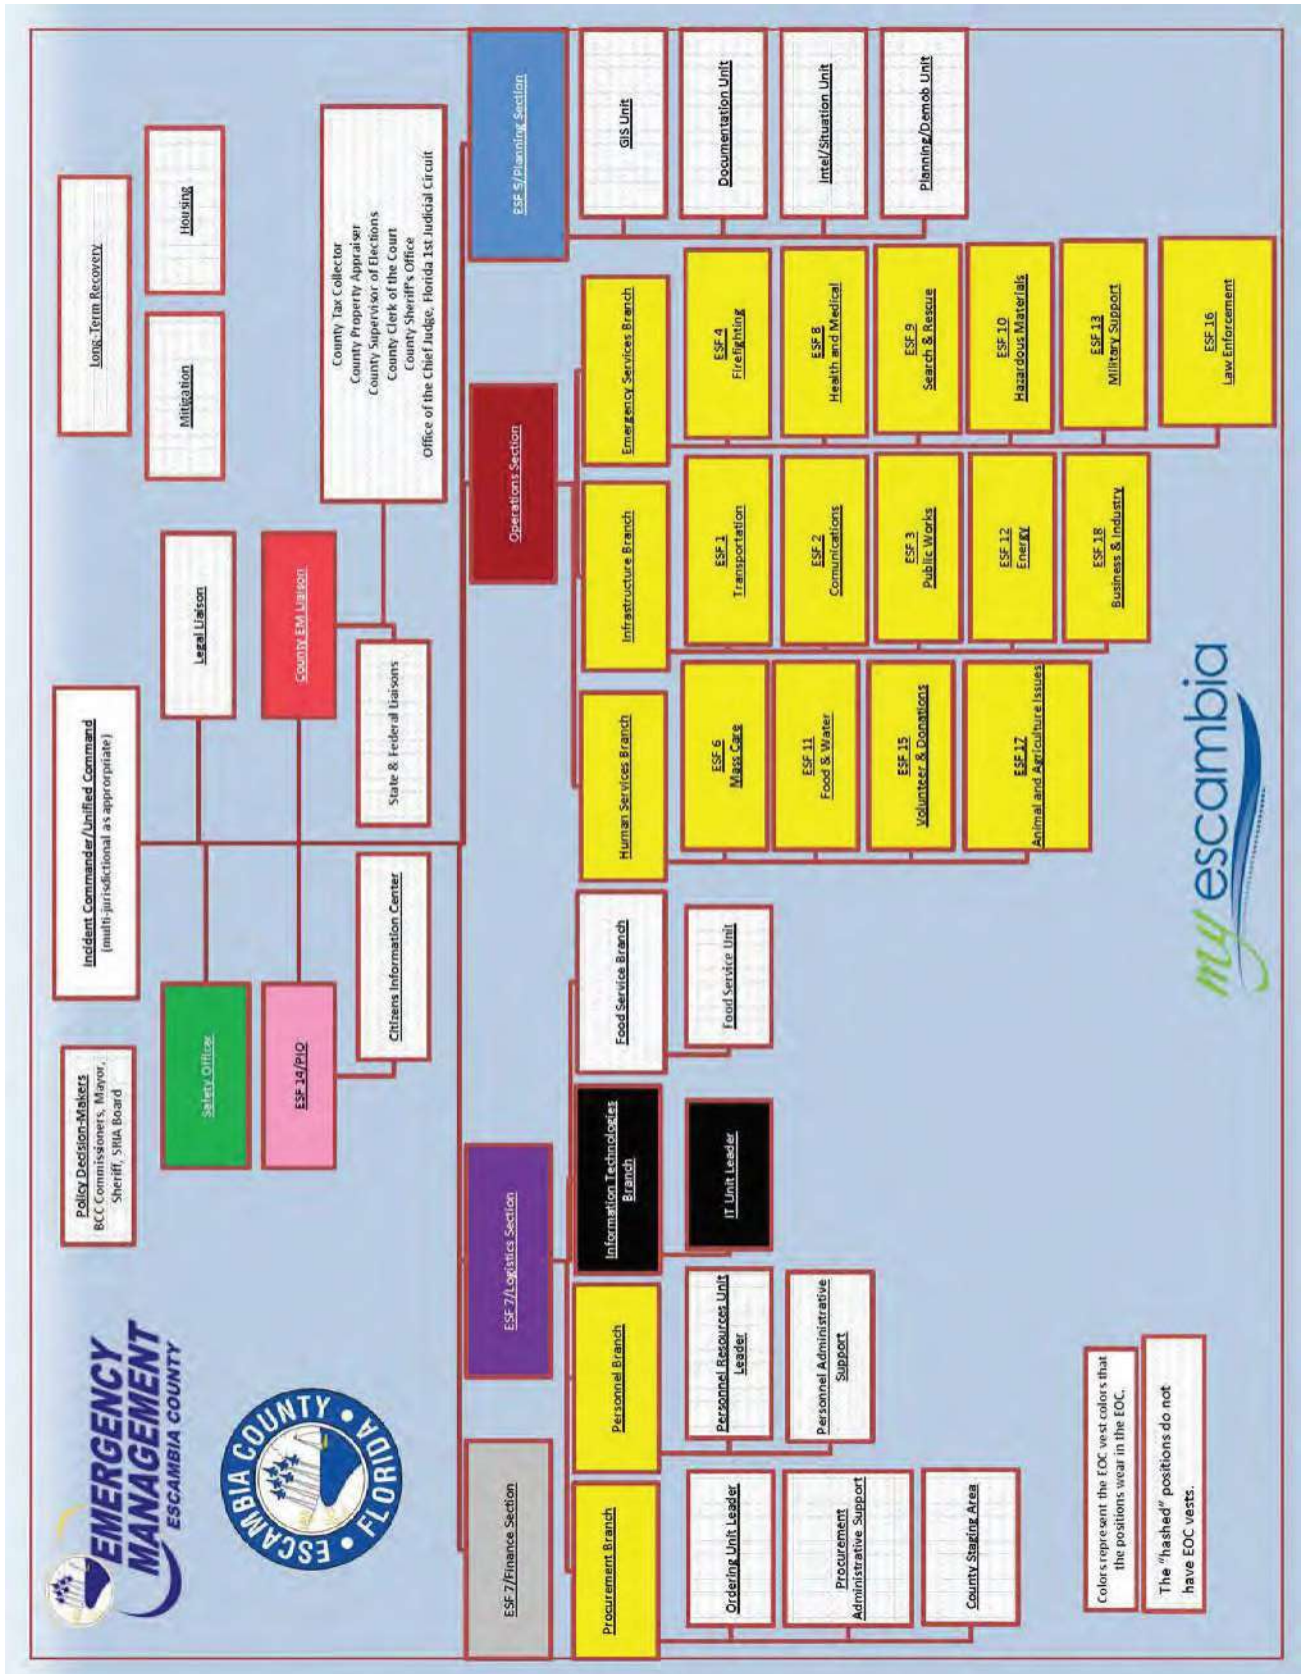 EMERGENCY
MANAGEMENT
ESCAMBIA COUNTY
ESCAMBIA COUNTY • FLORIDA •
Policy Decision-Makers
BCC Commissioners, Mayor,
Sheriff, SRIA Board
Incident Commander/Unified Command
(multi-jurisdictional as approrpriate)
Long-Term Recovery
Mitigation
Housing
Safety Officer
Legal Liaison
ESF 14/PIO
County EM Liaison
Citizens Information Center
State & Federal Liaisons
County Tax Collector
County Property Appraiser
County Supervisor of Elections
County Clerk of the Court
County Sheriff's Office
Office of the Chief Judge, Florida 1st Judicial Circuit
ESF 7/Finance Section
ESF 7/Logistics Section
Operations Section
ESF 5/Planning Section
Procurement Branch
Ordering Unit Leader
Procurement
Administrative Support
County Staging Area
Personnel Branch
Personnel Resources Unit
Leader
Personnel Administrative
Support
Information Technologies
Branch
IT Unit Leader
Food Service Branch
Food Service Unit
Human Services Branch
ESF 6
Mass Care
ESF 11
Food & Water
ESF 15
Volunteer & Donations
ESF 17
Animal and Agriculture Issues
Infrastructure Branch
ESF 1
Transportation
ESF 2
Comunications
ESF 3
Public Works
ESF 12
Energy
ESF 18
Business & Industry
Emergency Services Branch
ESF 4
Firefighting
ESF 8
Health and Medical
ESF 9
Search & Rescue
ESF 10
Hazardous Materials
ESF 13
Military Support
ESF 16
Law Enforcement
GIS Unit
Documentation Unit
Intel/Situation Unit
Planning/Demob Unit
Colors represent the EOC vest colors that
the positions wear in the EOC.
The "hashed" positions do not
have EOC vests.
my escambia